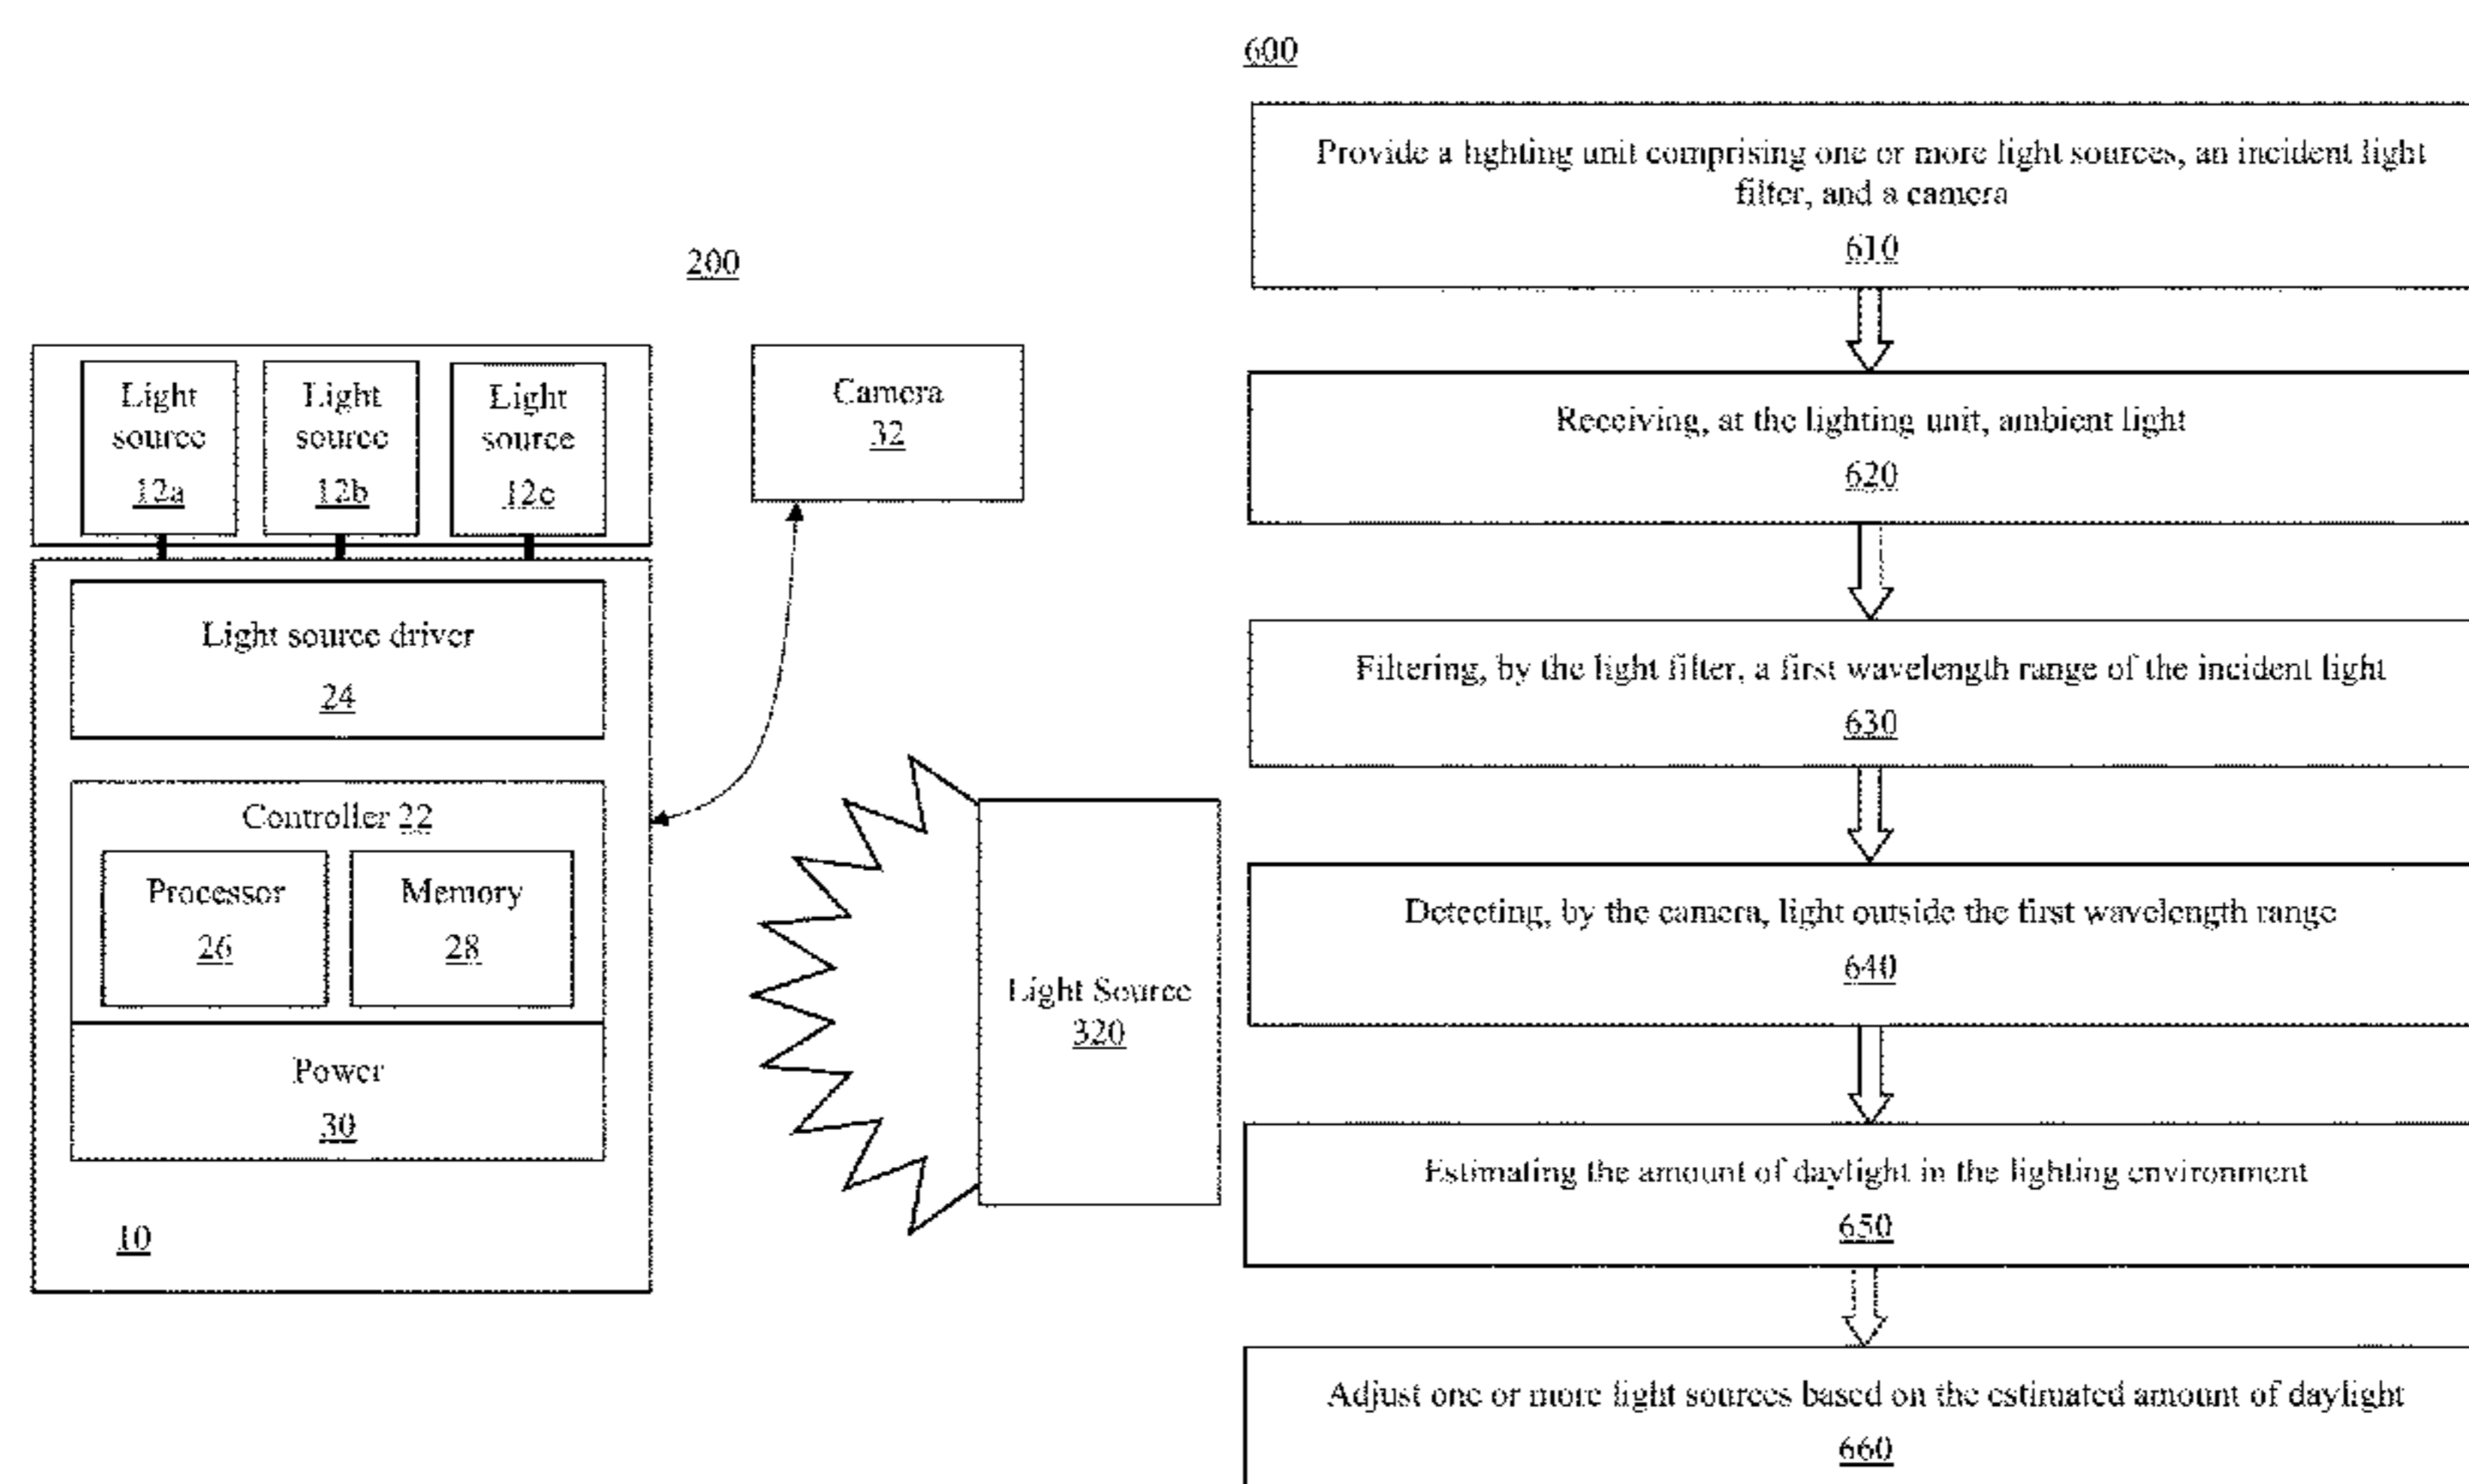 200
Light
source
12a
Light
source
12b
Light
source
12c
Camera
32
Light source driver
24
Controller 22
Processor
26
Memory
28
Power
30
10
Light Source
320
600
Provide a lighting unit comprising one or more light sources, an incident light
filter, and a camera
610
Receiving, at the lighting unit, ambient light
620
Filtering, by the light filter, a first wavelength range of the incident light
630
Detecting, by the camera, light outside the first wavelength range
640
Estimating the amount of daylight in the lighting environment
650
Adjust one or more light sources based on the estimated amount of daylight
660